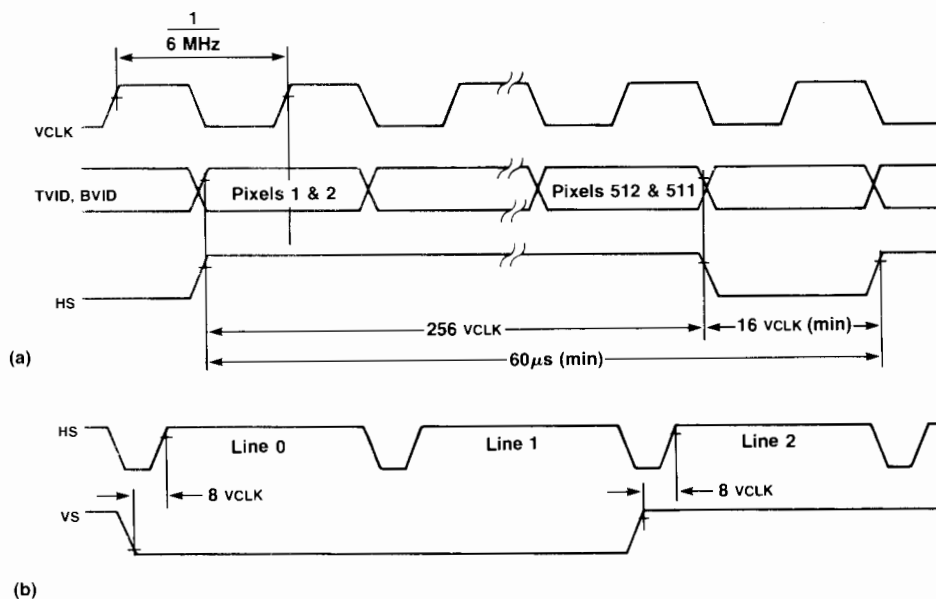 1
6 MHz
VCLK
TVID, BVID
Pixels 1 & 2
Pixels 512 & 511
HS
256 VCLK
16 VCLK (min)
(a)
60μs (min)
HS
Line 0
Line 1
Line 2
8 VCLK
8 VCLK
VS
(b)